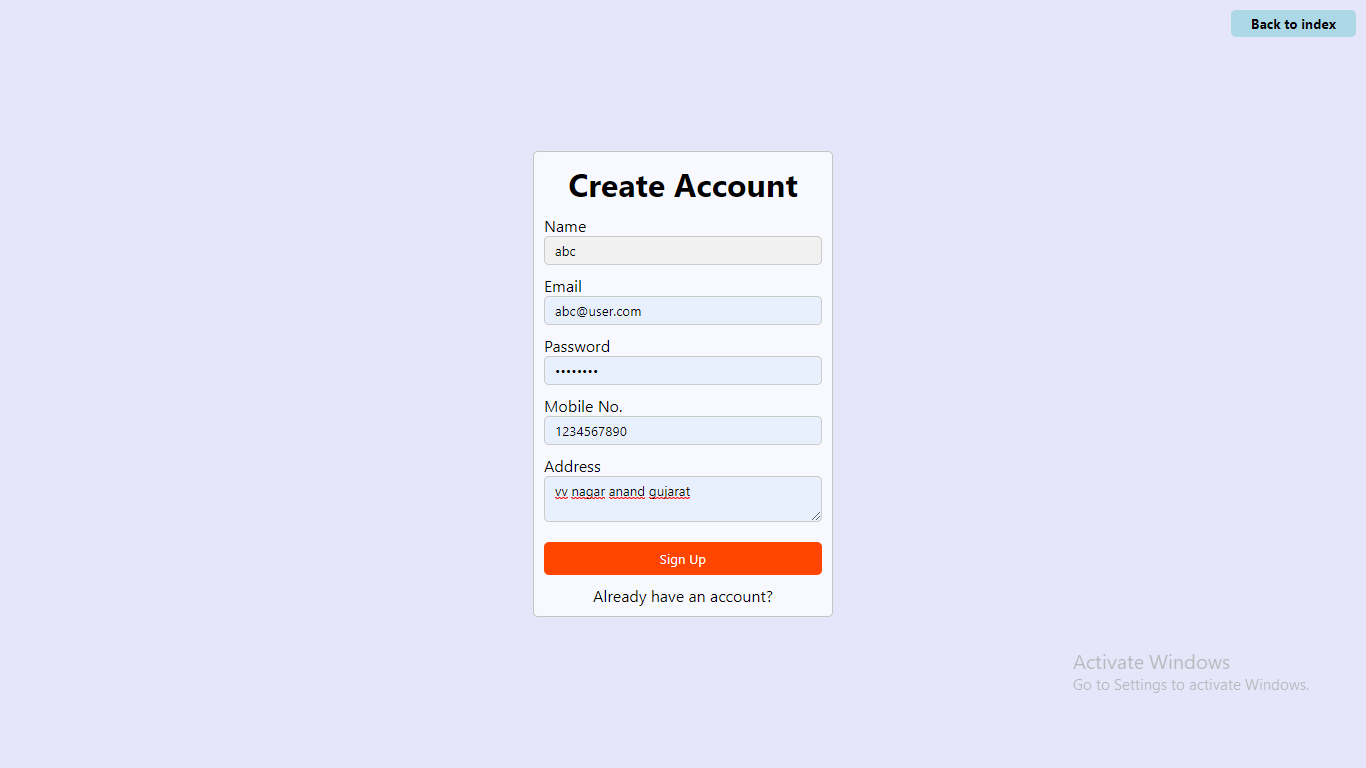 Back to index
Create Account
Name
abc
Email
abc@user.com
Password
••••••••
Mobile No.
1234567890
Address
vv nagar anand gujarat
Sign Up
Already have an account?
Activate Windows
Go to Settings to activate Windows.